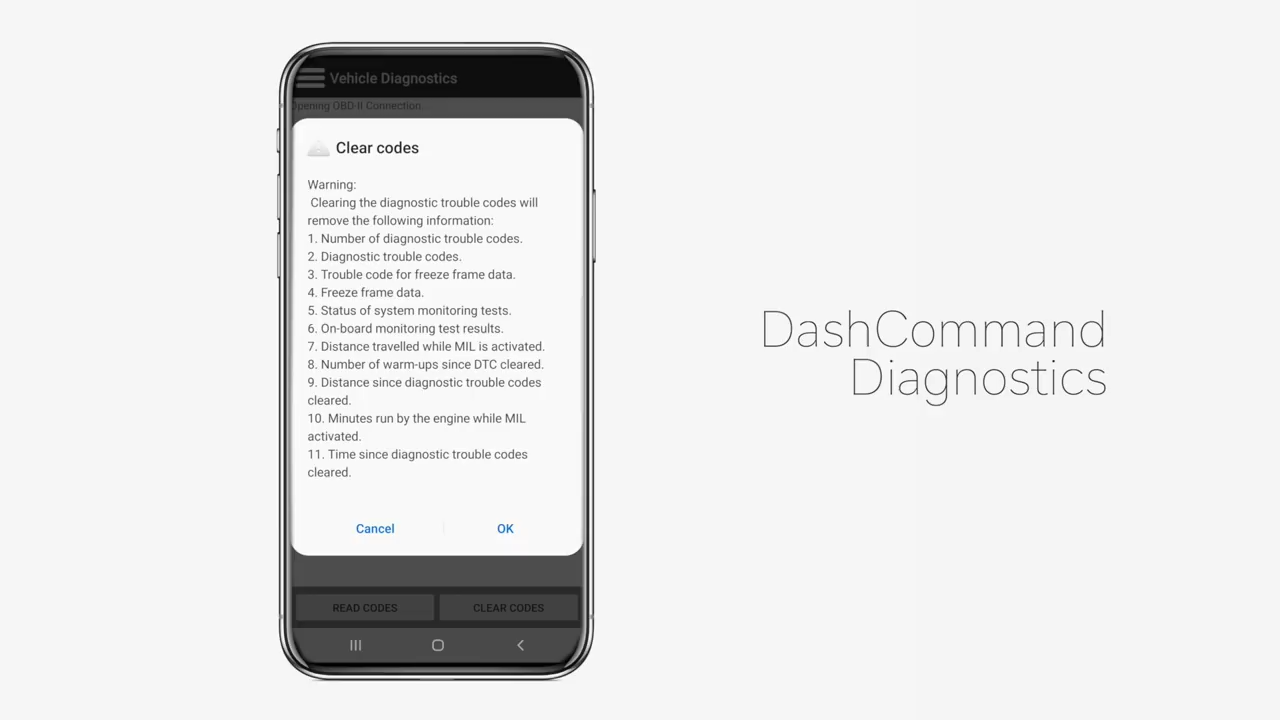 Vehicle Diagnostics
Opening OBD-II Connection...
Clear codes
Warning:
Clearing the diagnostic trouble codes will
remove the following information:
1. Number of diagnostic trouble codes.
2. Diagnostic trouble codes.
3. Trouble code for freeze frame data.
4. Freeze frame data.
5. Status of system monitoring tests.
6. On-board monitoring test results.
7. Distance travelled while MIL is activated.
8. Number of warm-ups since DTC cleared.
9. Distance since diagnostic trouble codes
cleared.
10. Minutes run by the engine while MIL
activated.
11. Time since diagnostic trouble codes
cleared.
Cancel
OK
READ CODES
CLEAR CODES
DashCommand
Diagnostics